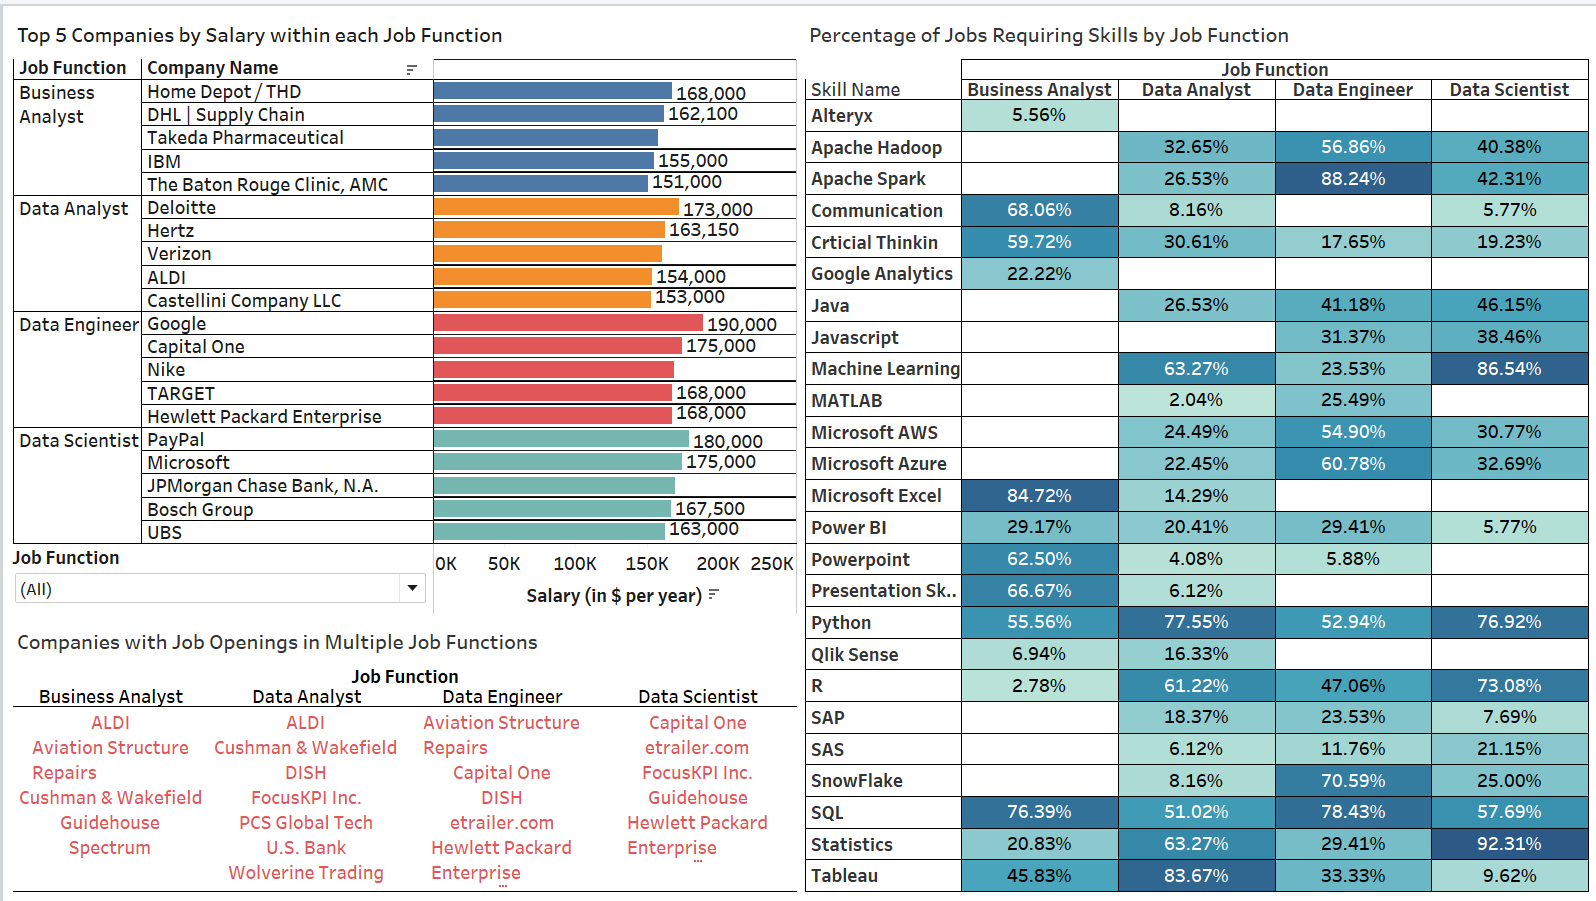 Top 5 Companies by Salary within each Job Function
Job Function Company Name
Business Analyst Home Depot / THD 168,000
DHL | Supply Chain 162,100
Takeda Pharmaceutical
IBM 155,000
The Baton Rouge Clinic, AMC 151,000
Data Analyst Deloitte 173,000
Hertz 163,150
Verizon
ALDI 154,000
Castellini Company LLC 153,000
Data Engineer Google 190,000
Capital One 175,000
Nike
TARGET 168,000
Hewlett Packard Enterprise 168,000
Data Scientist PayPal 180,000
Microsoft 175,000
JPMorgan Chase Bank, N.A.
Bosch Group 167,500
UBS 163,000
0K 50K 100K 150K 200K 250K
Salary (in $ per year)
Job Function
(All)
Companies with Job Openings in Multiple Job Functions
Job Function
Business Analyst Data Analyst Data Engineer Data Scientist
ALDI
Aviation Structure
Repairs
Cushman & Wakefield
Guidehouse
Spectrum
ALDI
Cushman & Wakefield
DISH
FocusKPI Inc.
PCS Global Tech
U.S. Bank
Wolverine Trading
Aviation Structure
Repairs
Capital One
DISH
etrailer.com
Hewlett Packard
Enterprise
...
Capital One
etrailer.com
FocusKPI Inc.
Guidehouse
Hewlett Packard
Enterprise
...
Percentage of Jobs Requiring Skills by Job Function
Job Function
Skill Name Business Analyst Data Analyst Data Engineer Data Scientist
Alteryx 5.56%
Apache Hadoop 32.65% 56.86% 40.38%
Apache Spark 26.53% 88.24% 42.31%
Communication 68.06% 8.16% 5.77%
Crticial Thinkin 59.72% 30.61% 17.65% 19.23%
Google Analytics 22.22%
Java 26.53% 41.18% 46.15%
Javascript 31.37% 38.46%
Machine Learning 63.27% 23.53% 86.54%
MATLAB 2.04% 25.49%
Microsoft AWS 24.49% 54.90% 30.77%
Microsoft Azure 22.45% 60.78% 32.69%
Microsoft Excel 84.72% 14.29%
Power BI 29.17% 20.41% 29.41% 5.77%
Powerpoint 62.50% 4.08% 5.88%
Presentation Sk.. 66.67% 6.12%
Python 55.56% 77.55% 52.94% 76.92%
Qlik Sense 6.94% 16.33%
R 2.78% 61.22% 47.06% 73.08%
SAP 18.37% 23.53% 7.69%
SAS 6.12% 11.76% 21.15%
SnowFlake 8.16% 70.59% 25.00%
SQL 76.39% 51.02% 78.43% 57.69%
Statistics 20.83% 63.27% 29.41% 92.31%
Tableau 45.83% 83.67% 33.33% 9.62%